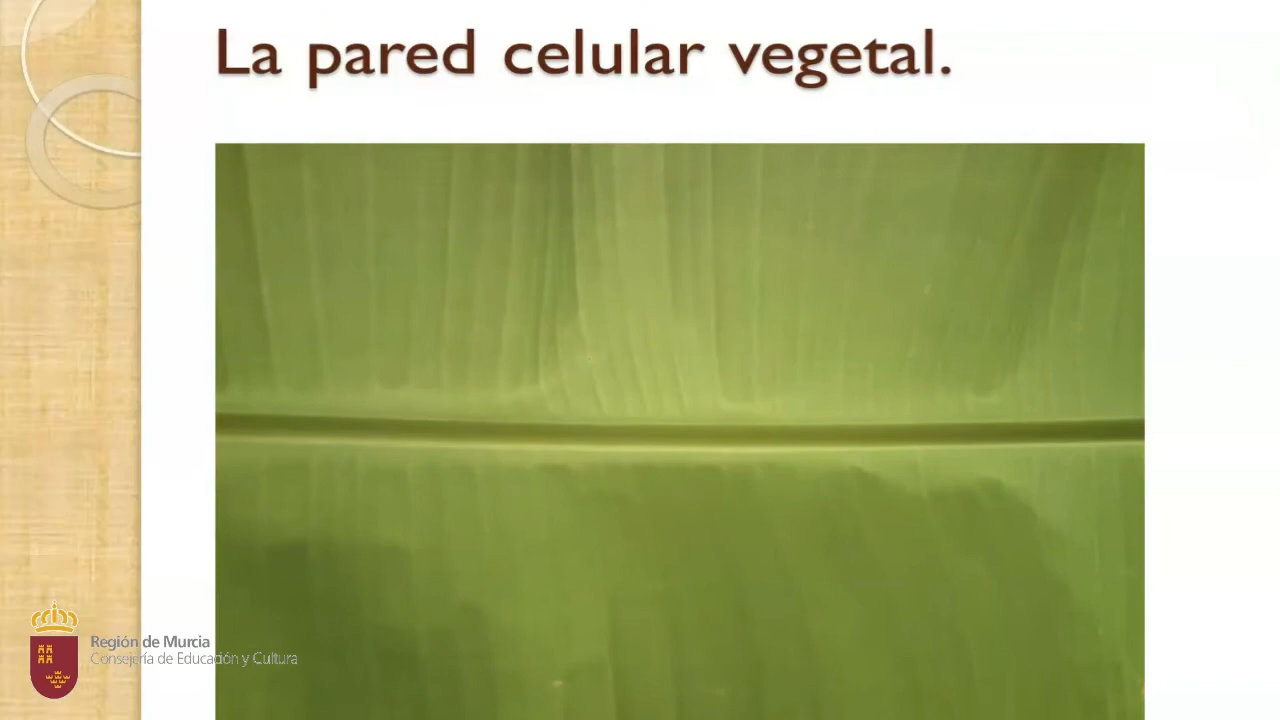 La pared celular vegetal.
Región de Murcia
Consejería de Educación y Cultura